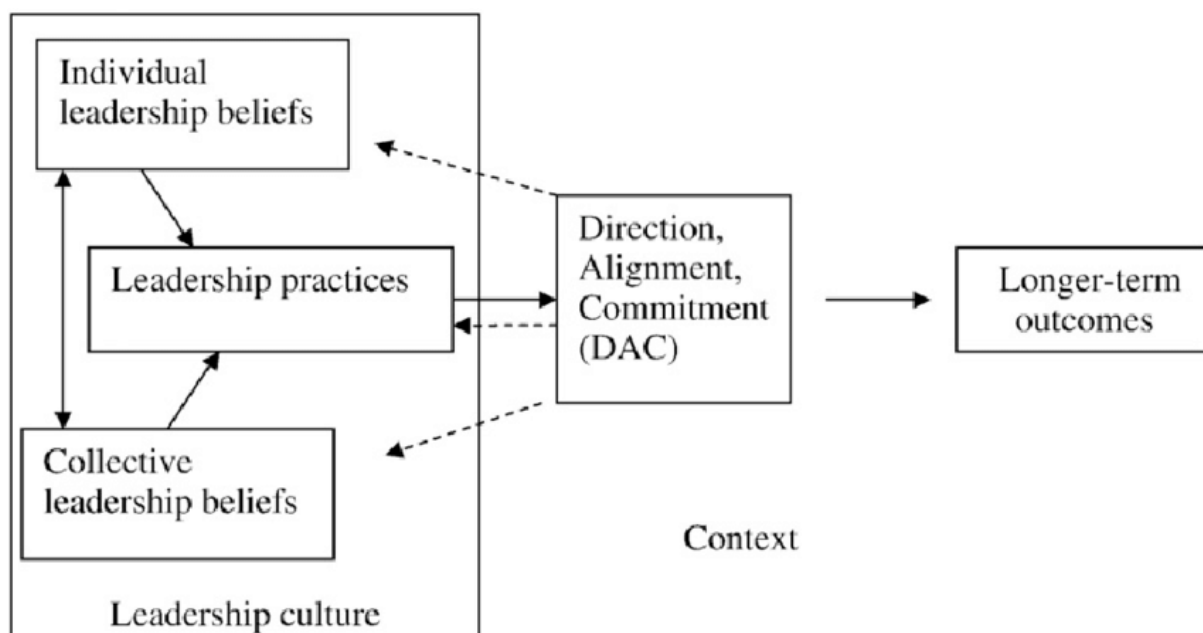 Individual
leadership beliefs
Leadership practices
Collective
leadership beliefs
Leadership culture
Direction,
Alignment,
Commitment
(DAC)
Longer-term
outcomes
Context